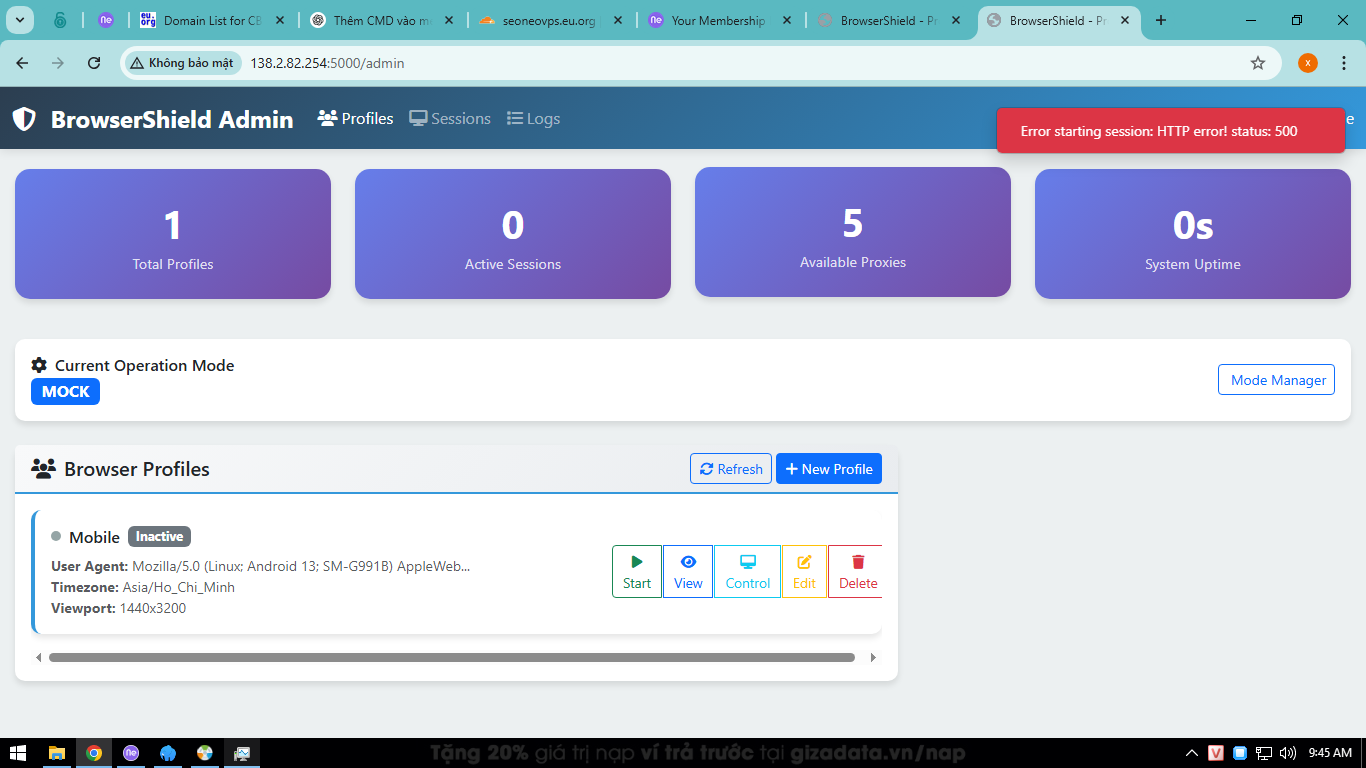 Domain List for CB
Thêm CMD vào me
seoneovps.eu.org
Your Membership
BrowserShield - Pr
BrowserShield - Pr
Không bảo mật
138.2.82.254:5000/admin
x
BrowserShield Admin
Profiles
Sessions
Logs
Error starting session: HTTP error! status: 500
1
Total Profiles
0
Active Sessions
5
Available Proxies
0s
System Uptime
Current Operation Mode
MOCK
Mode Manager
Browser Profiles
Refresh
New Profile
Mobile
Inactive
User Agent: Mozilla/5.0 (Linux; Android 13; SM-G991B) AppleWeb...
Timezone: Asia/Ho_Chi_Minh
Viewport: 1440x3200
Start
View
Control
Edit
Delete
Tặng 20% giá trị nạp ví trả trước tại gizadata.vn/nap
9:45 AM